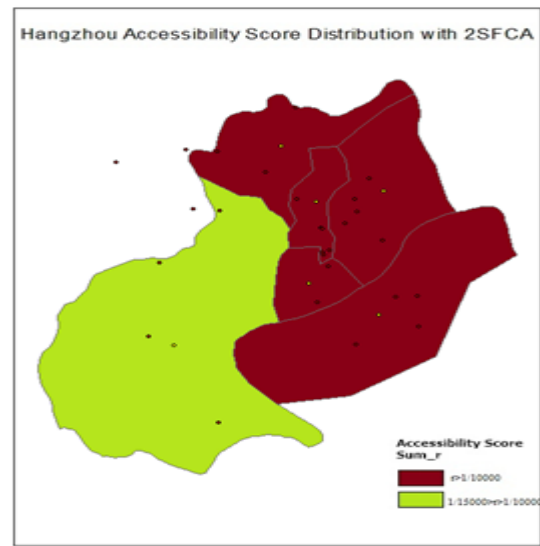 Hangzhou Accessibility Score Distribution with 2SFCA
Accessibility Score
Sum_r
r>1/10000
1/15000>r>1/10000